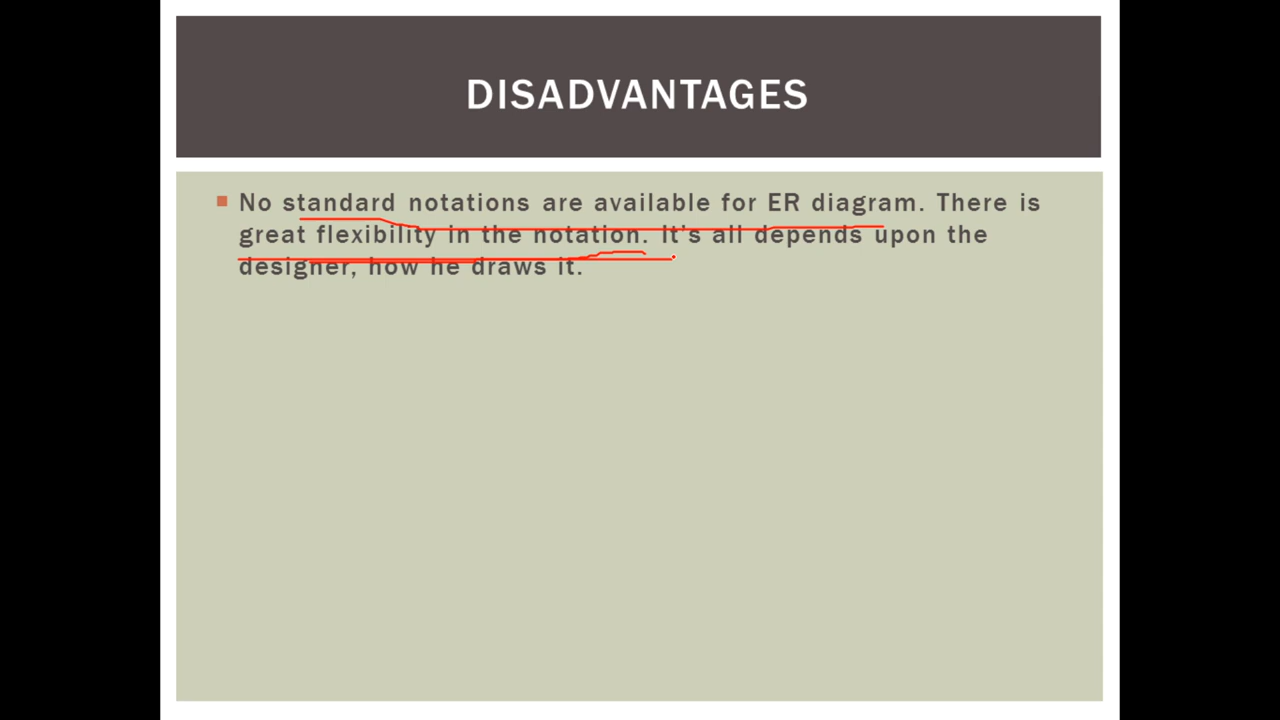 DISADVANTAGES
No standard notations are available for ER diagram. There is
great flexibility in the notation. It's all depends upon the
designer, how he draws it.